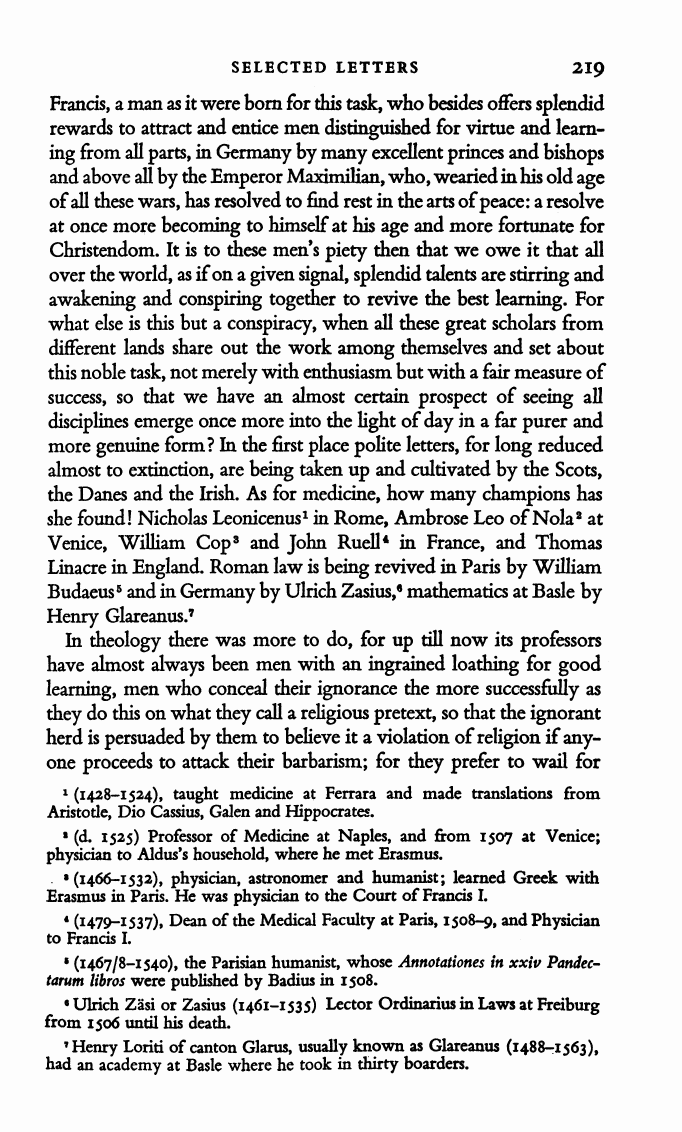 SELECTED LETTERS 219
Francis, a man as it were born for this task, who besides offers splendid
rewards to attract and entice men distinguished for virtue and learn-
ing from all parts, in Germany by many excellent princes and bishops
and above all by the Emperor Maximilian, who, wearied in his old age
of all these wars, has resolved to find rest in the arts of peace: a resolve
at once more becoming to himself at his age and more fortunate for
Christendom. It is to these men's piety then that we owe it that all
over the world, as if on a given signal, splendid talents are stirring and
awakening and conspiring together to revive the best learning. For
what else is this but a conspiracy, when all these great scholars from
different lands share out the work among themselves and set about
this noble task, not merely with enthusiasm but with a fair measure of
success, so that we have an almost certain prospect of seeing all
disciplines emerge once more into the light of day in a far purer and
more genuine form? In the first place polite letters, for long reduced
almost to extinction, are being taken up and cultivated by the Scots,
the Danes and the Irish. As for medicine, how many champions has
she found! Nicholas Leonicenus¹ in Rome, Ambrose Leo of Nola² at
Venice, William Cop³ and John Ruell⁴ in France, and Thomas
Linacre in England. Roman law is being revived in Paris by William
Budaeus⁵ and in Germany by Ulrich Zasius,⁶ mathematics at Basle by
Henry Glareanus.⁷
In theology there was more to do, for up till now its professors
have almost always been men with an ingrained loathing for good
learning, men who conceal their ignorance the more successfully as
they do this on what they call a religious pretext, so that the ignorant
herd is persuaded by them to believe it a violation of religion if any-
one proceeds to attack their barbarism; for they prefer to wail for
¹ (1428–1524), taught medicine at Ferrara and made translations from
Aristotle, Dio Cassius, Galen and Hippocrates.
² (d. 1525) Professor of Medicine at Naples, and from 1507 at Venice;
physician to Aldus's household, where he met Erasmus.
³ (1466–1532), physician, astronomer and humanist; learned Greek with
Erasmus in Paris. He was physician to the Court of Francis I.
⁴ (1479–1537), Dean of the Medical Faculty at Paris, 1508–9, and Physician
to Francis I.
⁵ (1467/8–1540), the Parisian humanist, whose Annotationes in xxiv Pandec-
tarum libros were published by Badius in 1508.
⁶ Ulrich Zäsi or Zasius (1461–1535) Lector Ordinarius in Laws at Freiburg
from 1506 until his death.
⁷ Henry Loriti of canton Glarus, usually known as Glareanus (1488–1563),
had an academy at Basle where he took in thirty boarders.